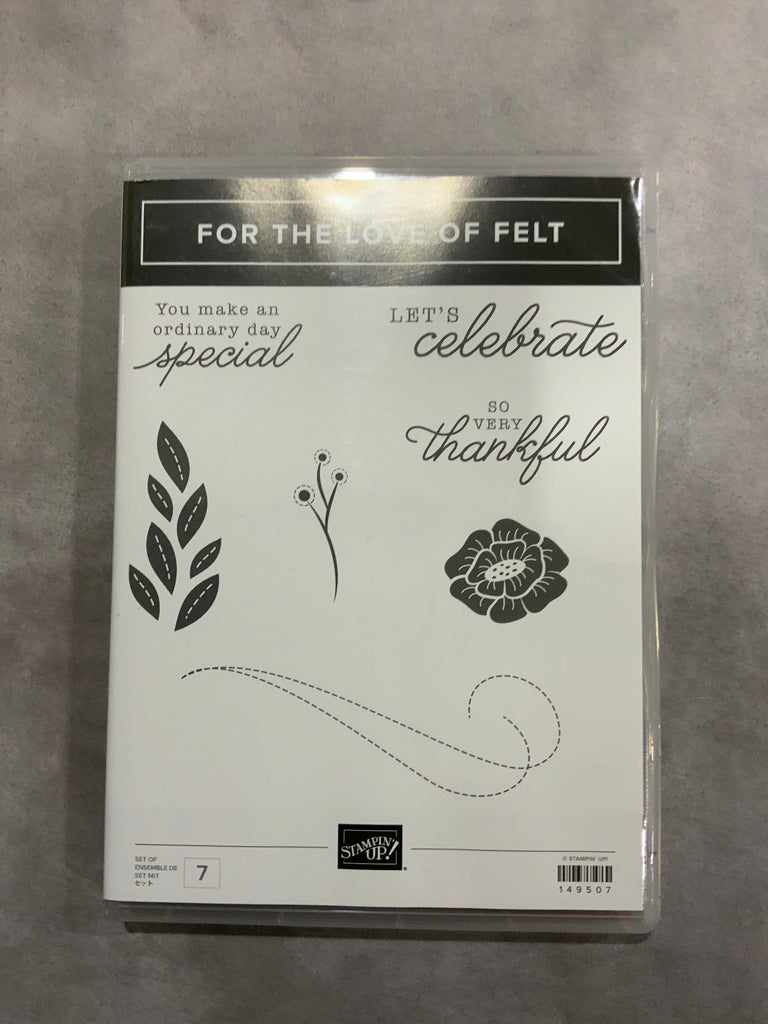 FOR THE LOVE OF FELT
You make an
ordinary day
special
LET'S
celebrate
SO
VERY
thankful
SET OF
ENSEMBLE DE
SET MIT
セット
7
STAMPIN'
UP!®
© STAMPIN' UP!
149507